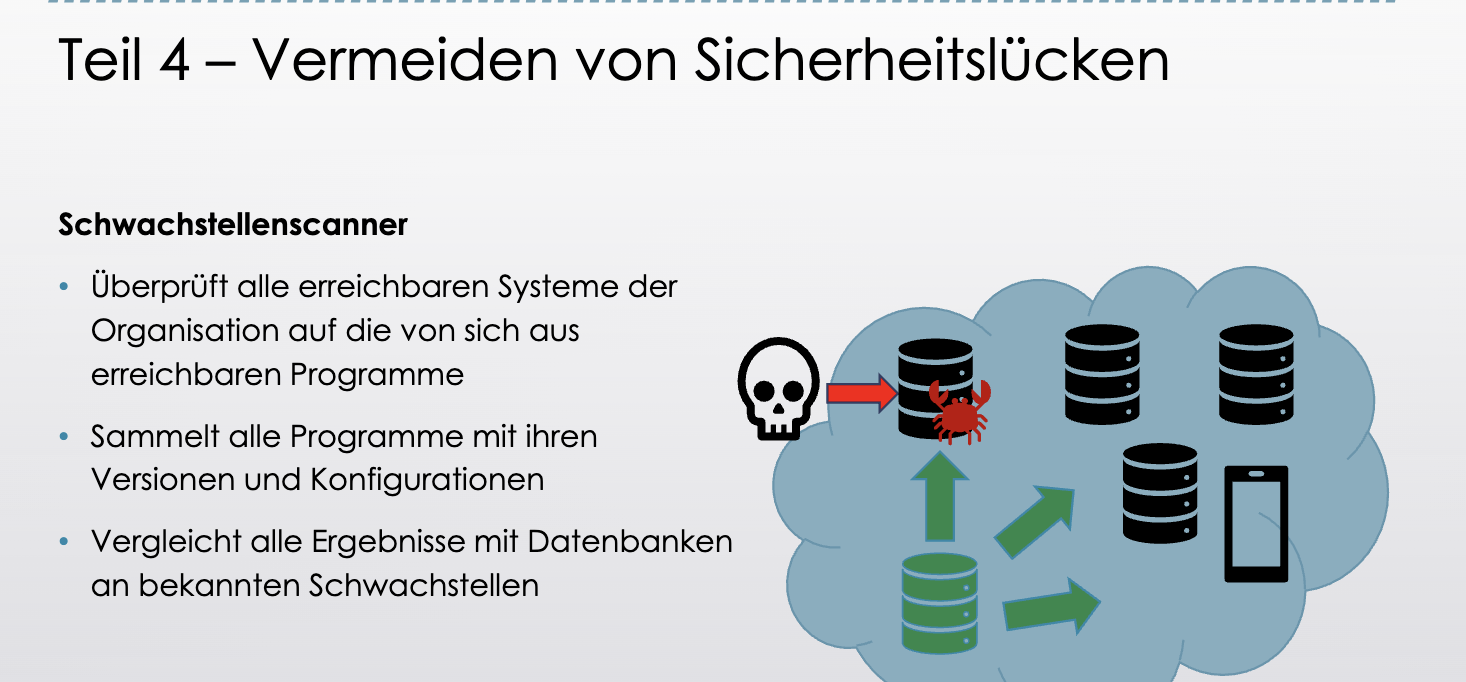 Teil 4 – Vermeiden von Sicherheitslücken
Schwachstellenscanner
• Überprüft alle erreichbaren Systeme der
Organisation auf die von sich aus
erreichbaren Programme
• Sammelt alle Programme mit ihren
Versionen und Konfigurationen
• Vergleicht alle Ergebnisse mit Datenbanken
an bekannten Schwachstellen